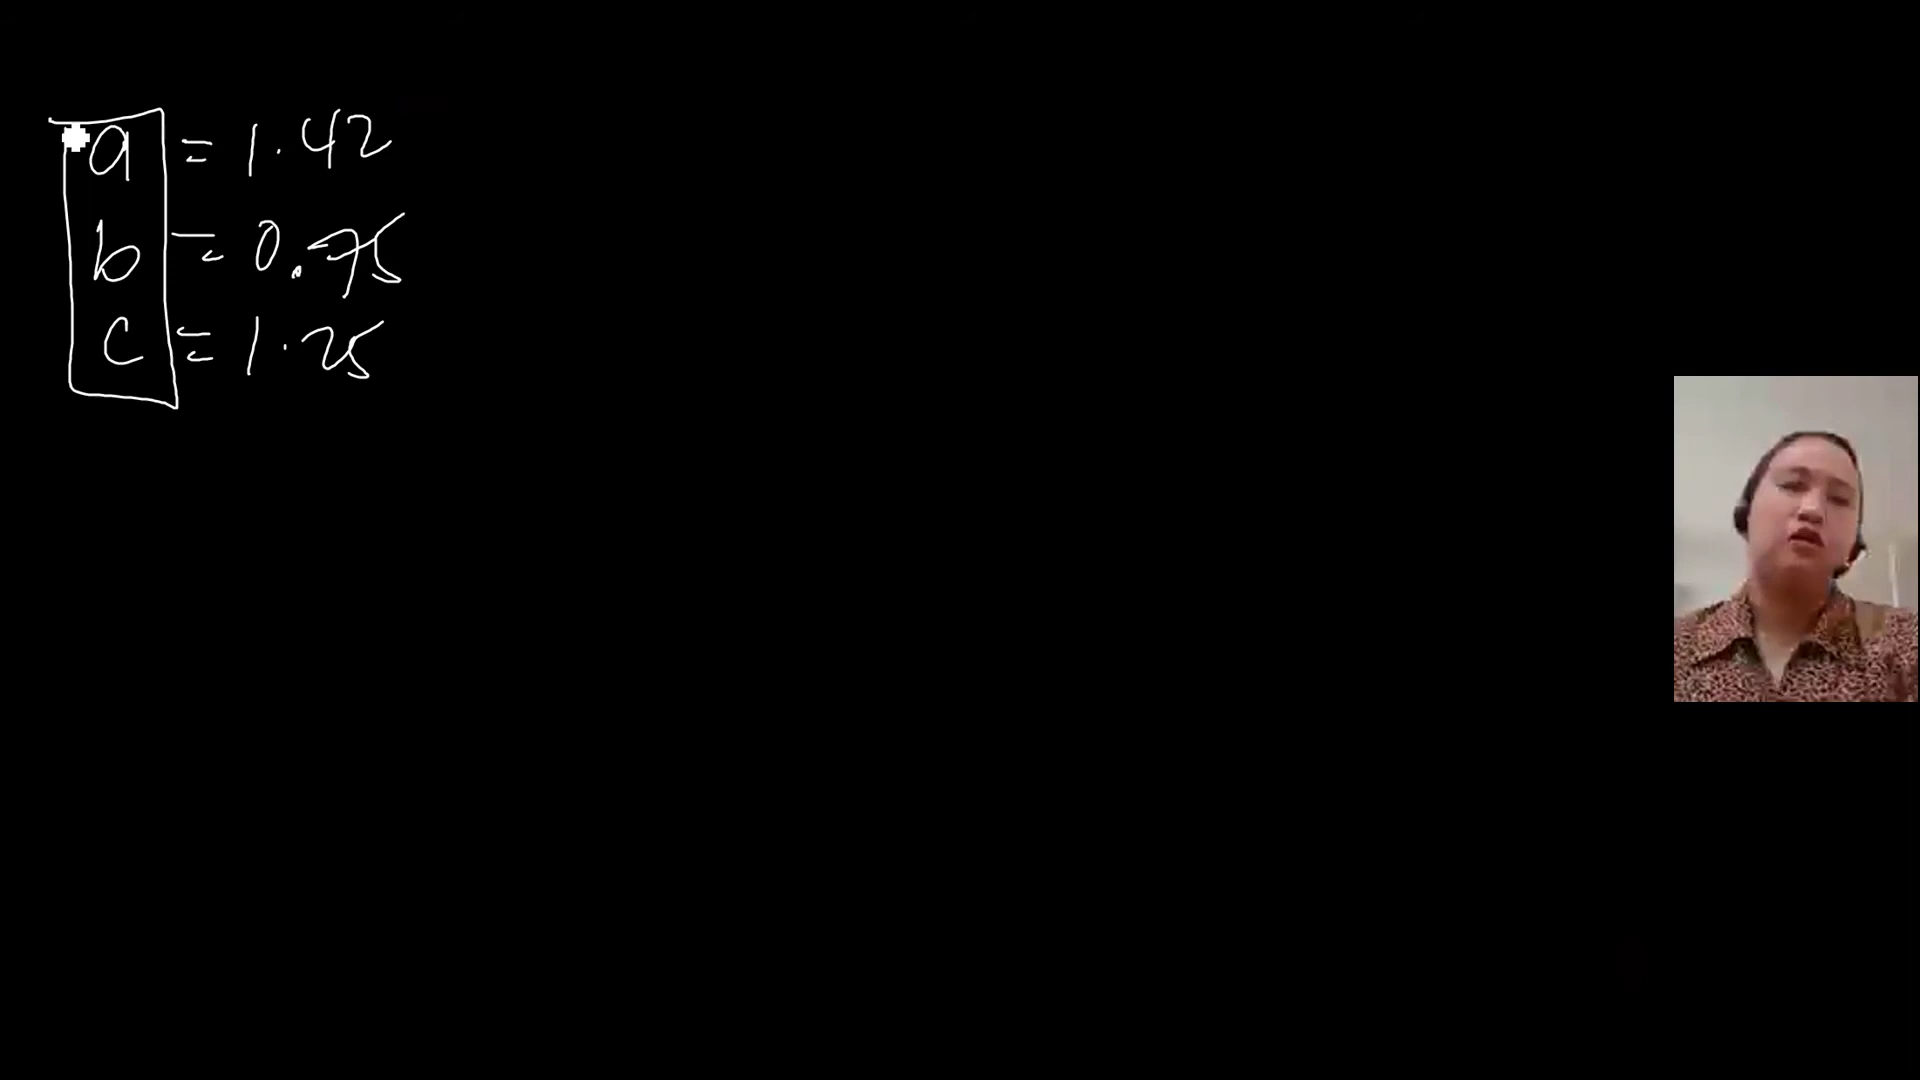 a = 1.42
b = 0.75
c = 1.25